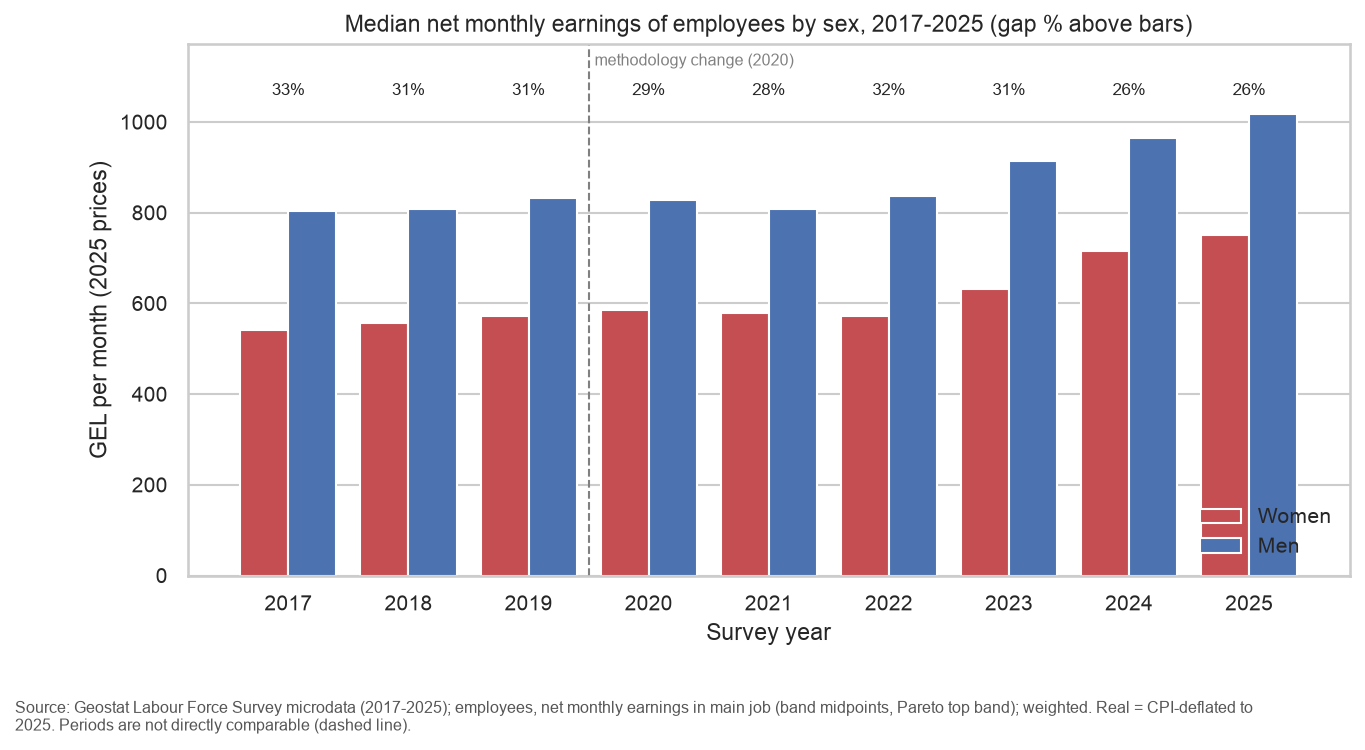 Median net monthly earnings of employees by sex, 2017-2025 (gap % above bars)
methodology change (2020)
33% 31% 31% 29% 28% 32% 31% 26% 26%
GEL per month (2025 prices)
1000
800
600
400
200
0
Women
Men
2017 2018 2019 2020 2021 2022 2023 2024 2025
Survey year
Source: Geostat Labour Force Survey microdata (2017-2025); employees, net monthly earnings in main job (band midpoints, Pareto top band); weighted. Real = CPI-deflated to
2025. Periods are not directly comparable (dashed line).